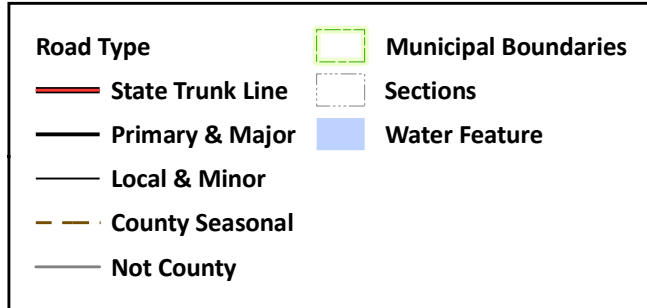 Road Type
State Trunk Line
Primary & Major
Local & Minor
County Seasonal
Not County
Municipal Boundaries
Sections
Water Feature